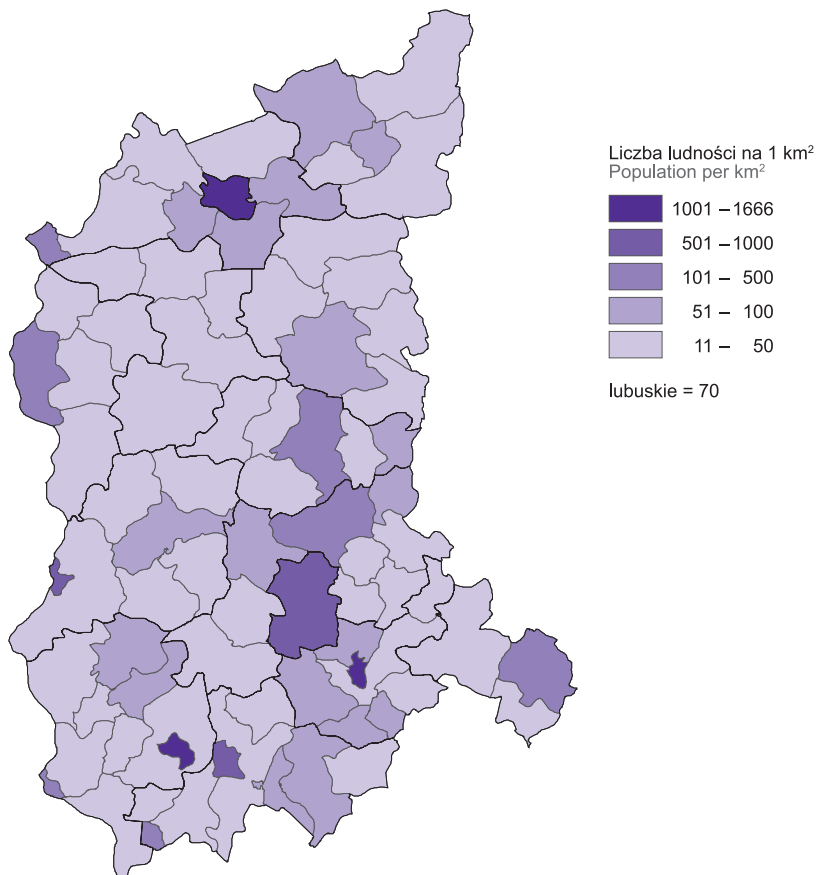 Liczba ludności na 1 km²
Population per km²
1001 – 1666
501 – 1000
101 – 500
51 – 100
11 – 50
lubuskie = 70